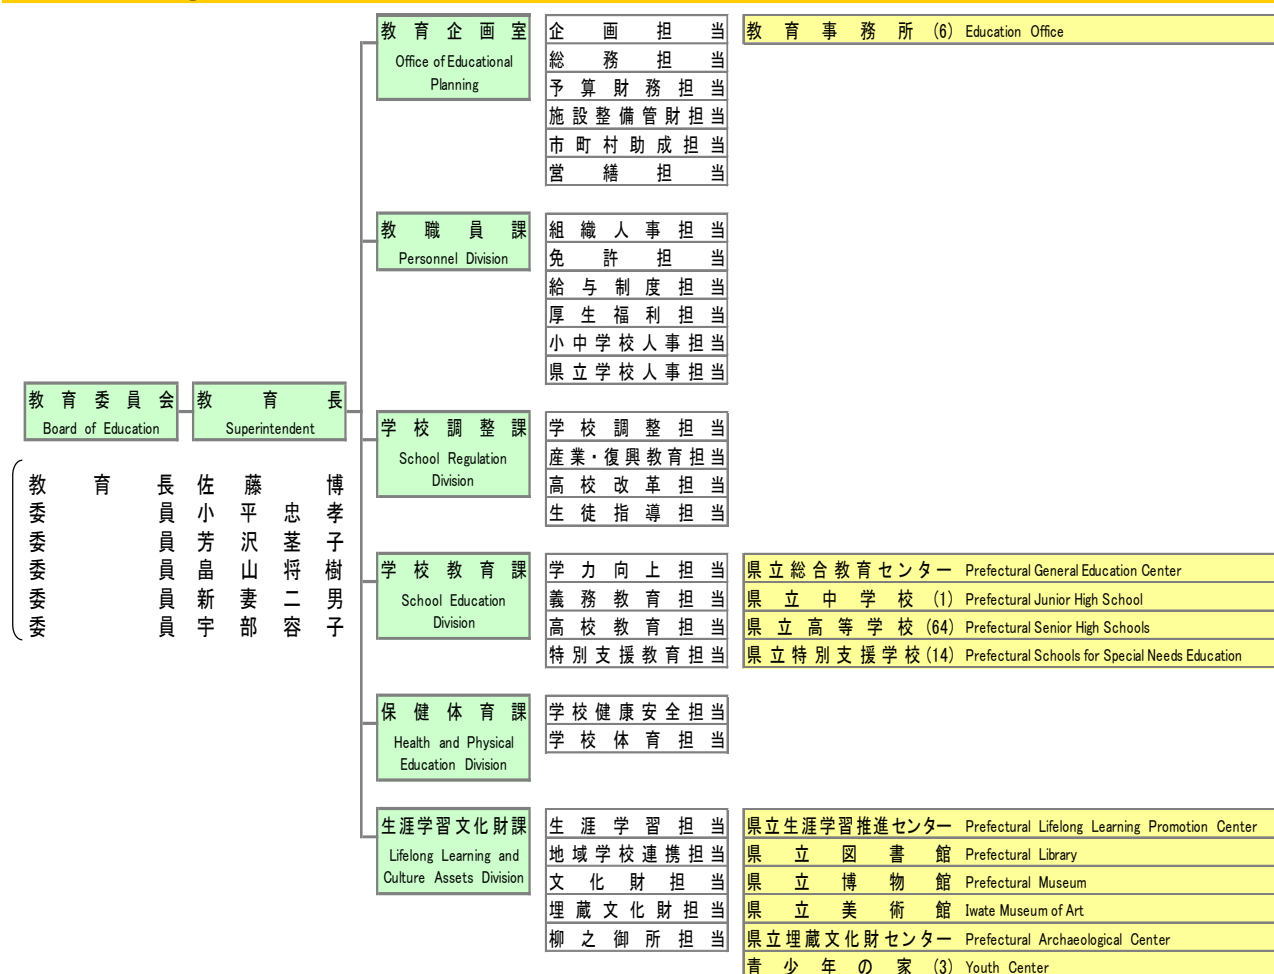 教育企画室
Office of Educational
Planning
企画担当
総務担当
予算財務担当
施設整備管財担当
市町村助成担当
営繕担当
教育事務所(6) Education Office
教職員課
Personnel Division
組織人事担当
免許担当
給与制度担当
厚生福利担当
小中学校人事担当
県立学校人事担当
教育委員会
Board of Education
教育長
Superintendent
教育長 佐藤博
委員 小平忠孝
委員 芳沢茎子
委員 畠山将樹
委員 新妻二男
委員 宇部容子
学校調整課
School Regulation
Division
学校調整担当
産業・復興教育担当
高校改革担当
生徒指導担当
学校教育課
School Education
Division
学力向上担当
義務教育担当
高校教育担当
特別支援教育担当
県立総合教育センター Prefectural General Education Center
県立中学校(1) Prefectural Junior High School
県立高等学校(64) Prefectural Senior High Schools
県立特別支援学校(14) Prefectural Schools for Special Needs Education
保健体育課
Health and Physical
Education Division
学校健康安全担当
学校体育担当
生涯学習文化財課
Lifelong Learning and
Culture Assets Division
生涯学習担当
地域学校連携担当
文化財担当
埋蔵文化財担当
柳之御所担当
県立生涯学習推進センター Prefectural Lifelong Learning Promotion Center
県立図書館 Prefectural Library
県立博物館 Prefectural Museum
県立美術館 Iwate Museum of Art
県立埋蔵文化財センター Prefectural Archaeological Center
青少年の家(3) Youth Center